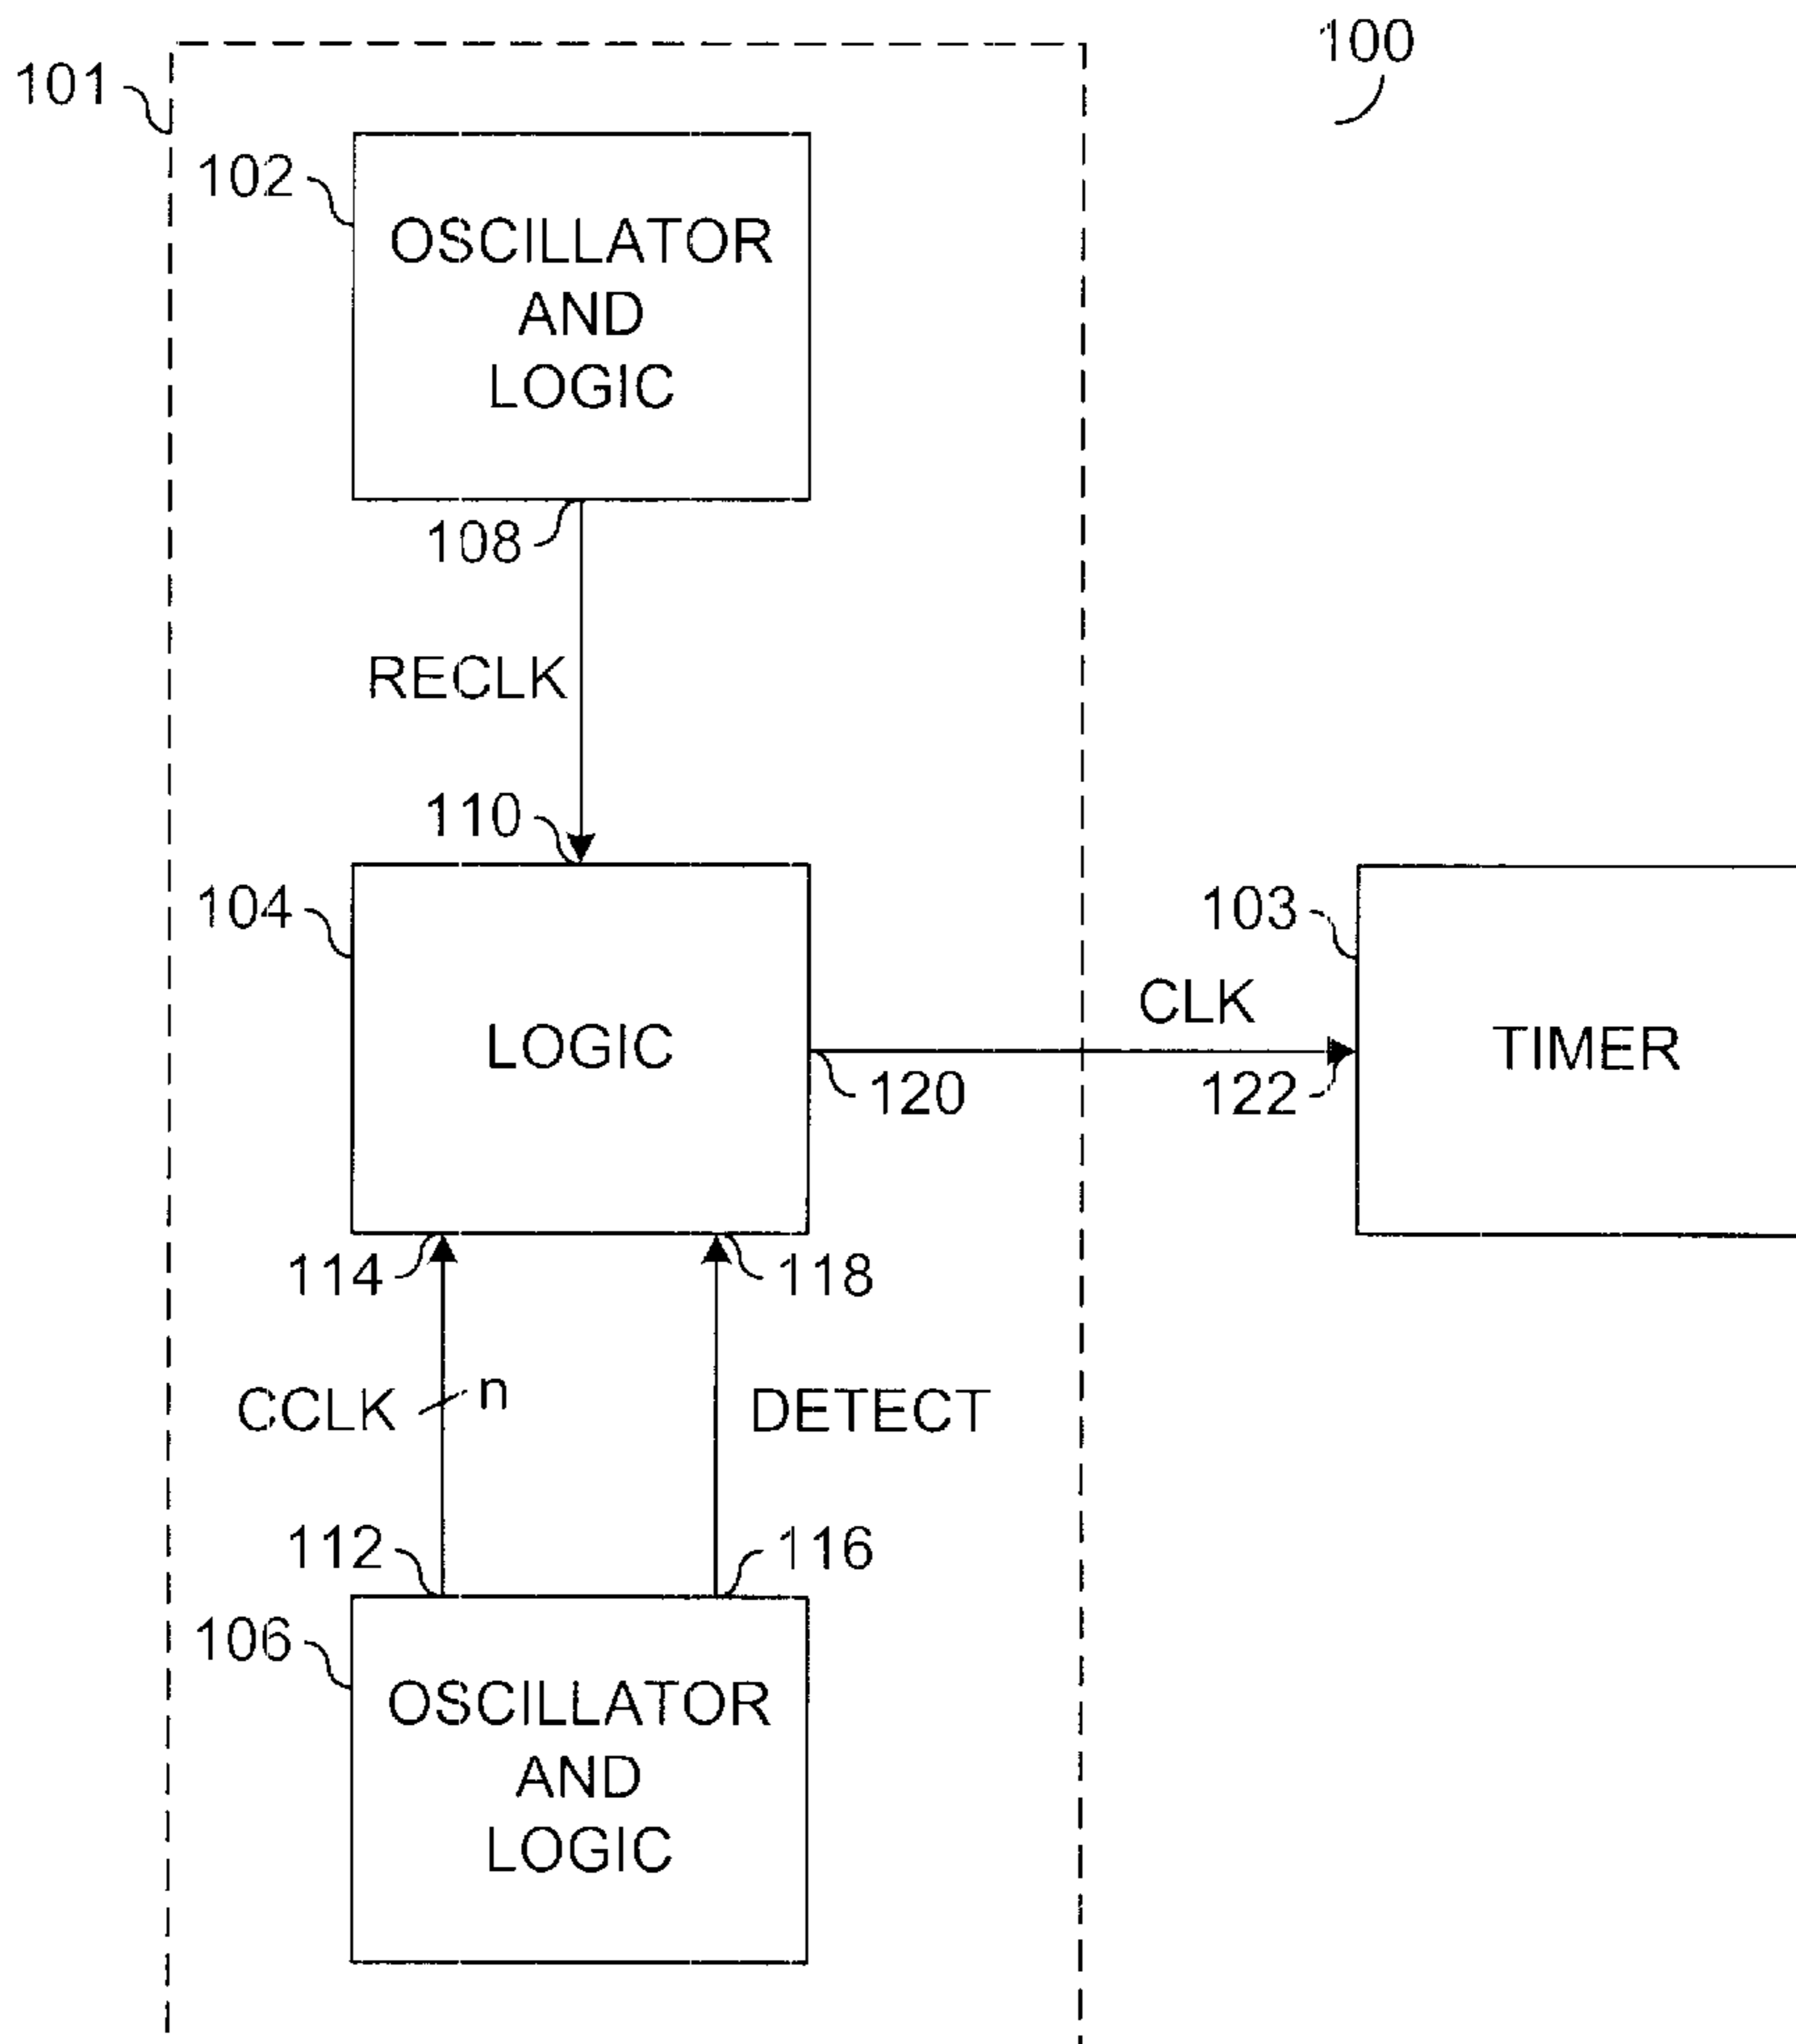 100
101
102
OSCILLATOR
AND
LOGIC
108
RECLK
110
104
LOGIC
120
CLK
103
122
TIMER
114
118
CCLK
n
DETECT
112
116
106
OSCILLATOR
AND
LOGIC